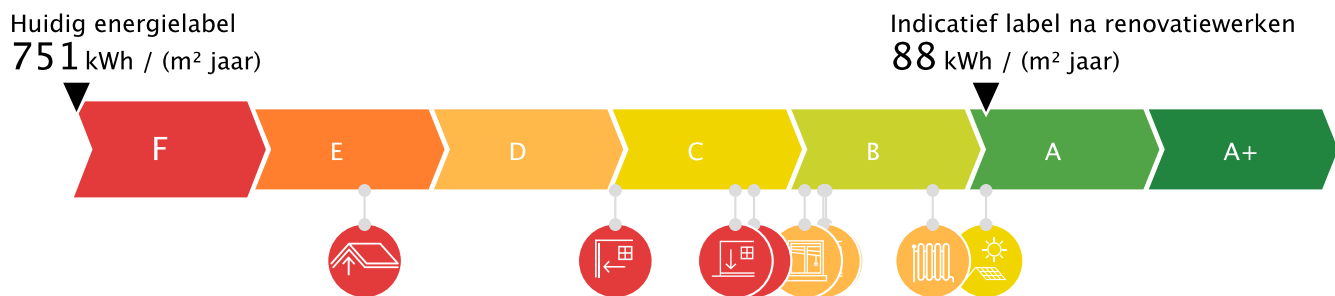 Huidig energielabel
751 kWh / (m² jaar)
Indicatief label na renovatiewerken
88 kWh / (m² jaar)
F E D C B A A+